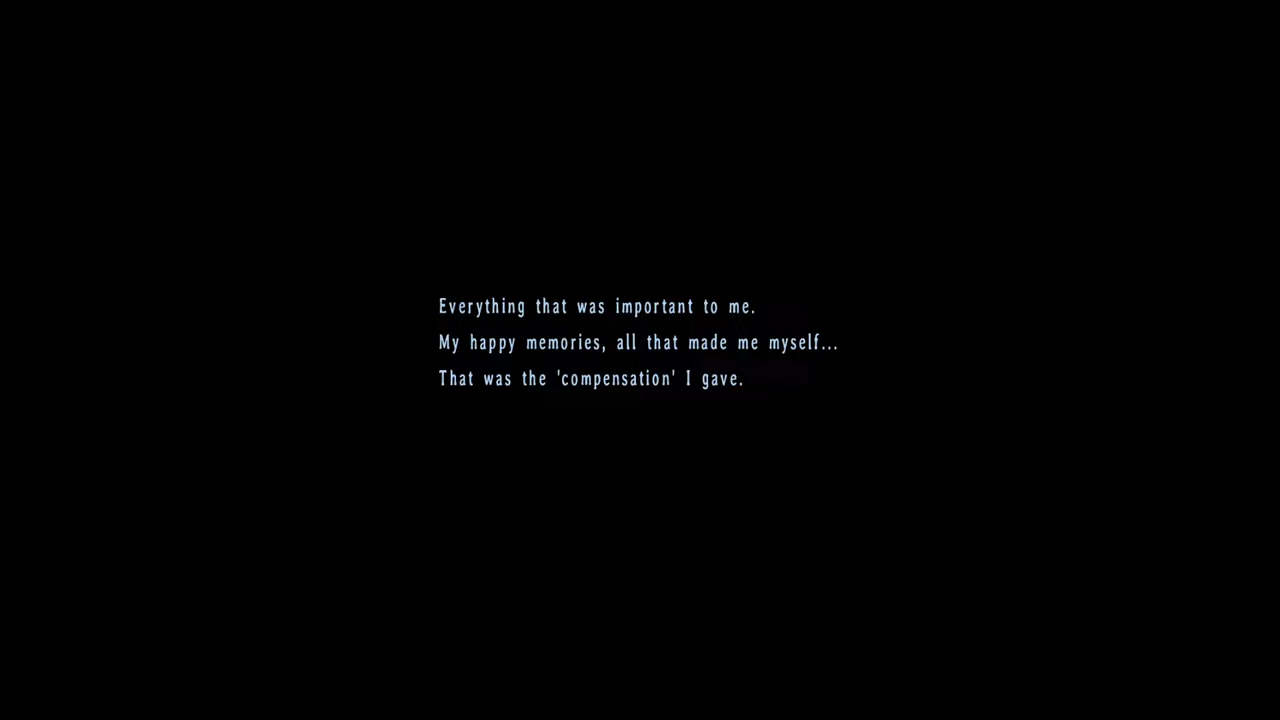 Everything that was important to me.
My happy memories, all that made me myself...
That was the 'compensation' I gave.